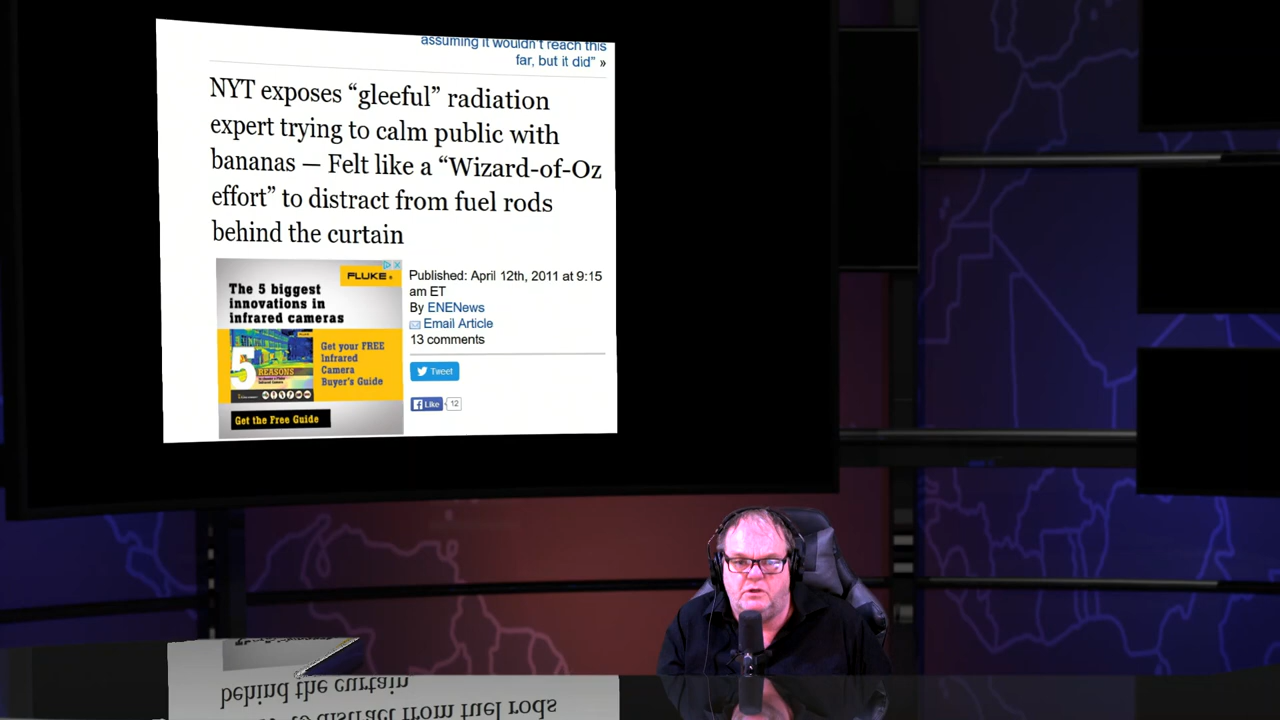 assuming it wouldn't reach this
far, but it did” »
NYT exposes “gleeful” radiation
expert trying to calm public with
bananas — Felt like a “Wizard-of-Oz
effort” to distract from fuel rods
behind the curtain
FLUKE
The 5 biggest
innovations in
infrared cameras
5
REASONS
Get your FREE
Infrared
Camera
Buyer's Guide
Get the Free Guide
Published: April 12th, 2011 at 9:15
am ET
By ENENews
Email Article
13 comments
Tweet
Like 12
behind the curtain
to distract from fuel rods